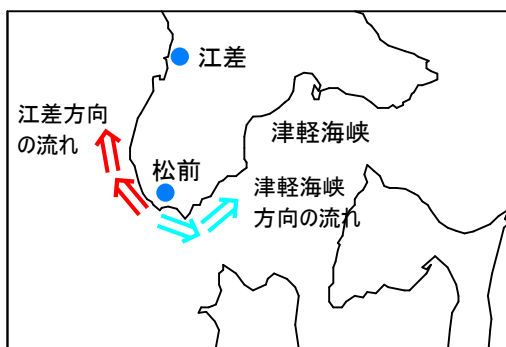 江差
江差方向
の流れ
津軽海峡
松前
津軽海峡
方向の流れ